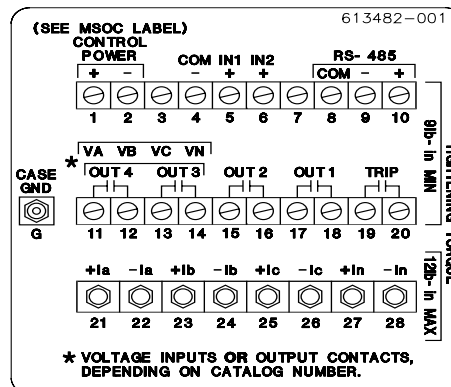 613482-001
(SEE MSOC LABEL)
CONTROL
POWER
COM IN1 IN2
RS- 485
+ - - + + COM - +
1 2 3 4 5 6 7 8 9 10
* VA VB VC VN
OUT 4 OUT 3 OUT 2 OUT 1 TRIP
CASE
GND
G
11 12 13 14 15 16 17 18 19 20
+Ia -Ia +Ib -Ib +Ic -Ic +In -In
21 22 23 24 25 26 27 28
9lb- in MIN
12lb- in MAX
TIGHTENING TORQUE
* VOLTAGE INPUTS OR OUTPUT CONTACTS,
DEPENDING ON CATALOG NUMBER.